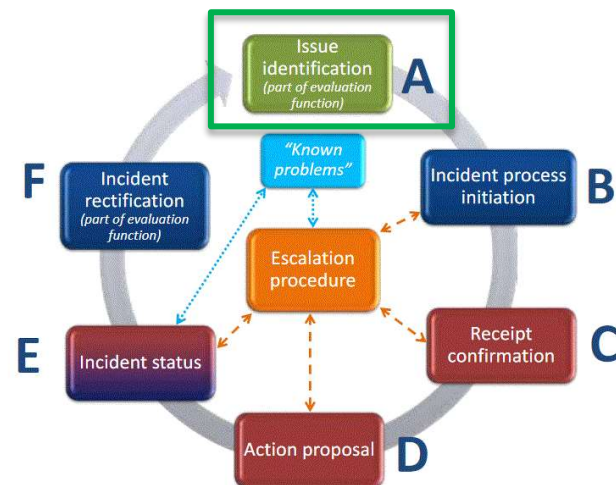 Issue
identification
(part of evaluation
function)
A
"Known
problems"
F
Incident
rectification
(part of evaluation
function)
Incident process
initiation
B
Escalation
procedure
E
Incident status
Receipt
confirmation
C
Action proposal
D